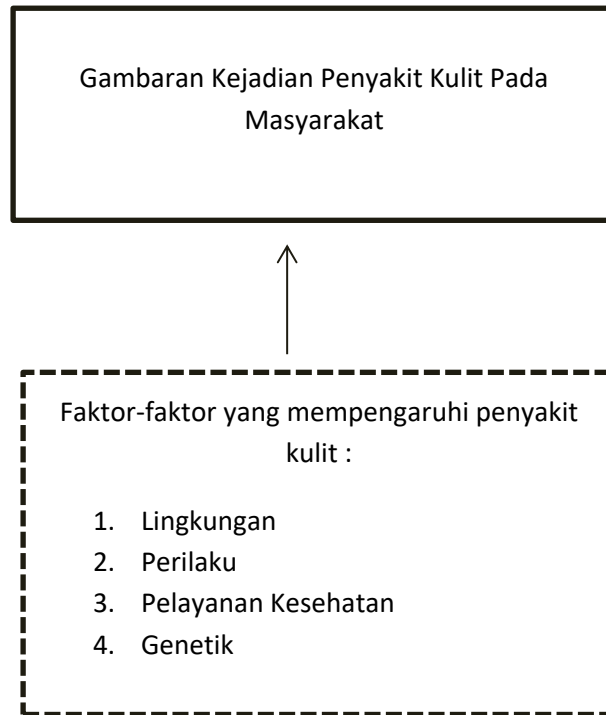 Gambaran Kejadian Penyakit Kulit Pada
Masyarakat
Faktor-faktor yang mempengaruhi penyakit
kulit :
1. Lingkungan
2. Perilaku
3. Pelayanan Kesehatan
4. Genetik